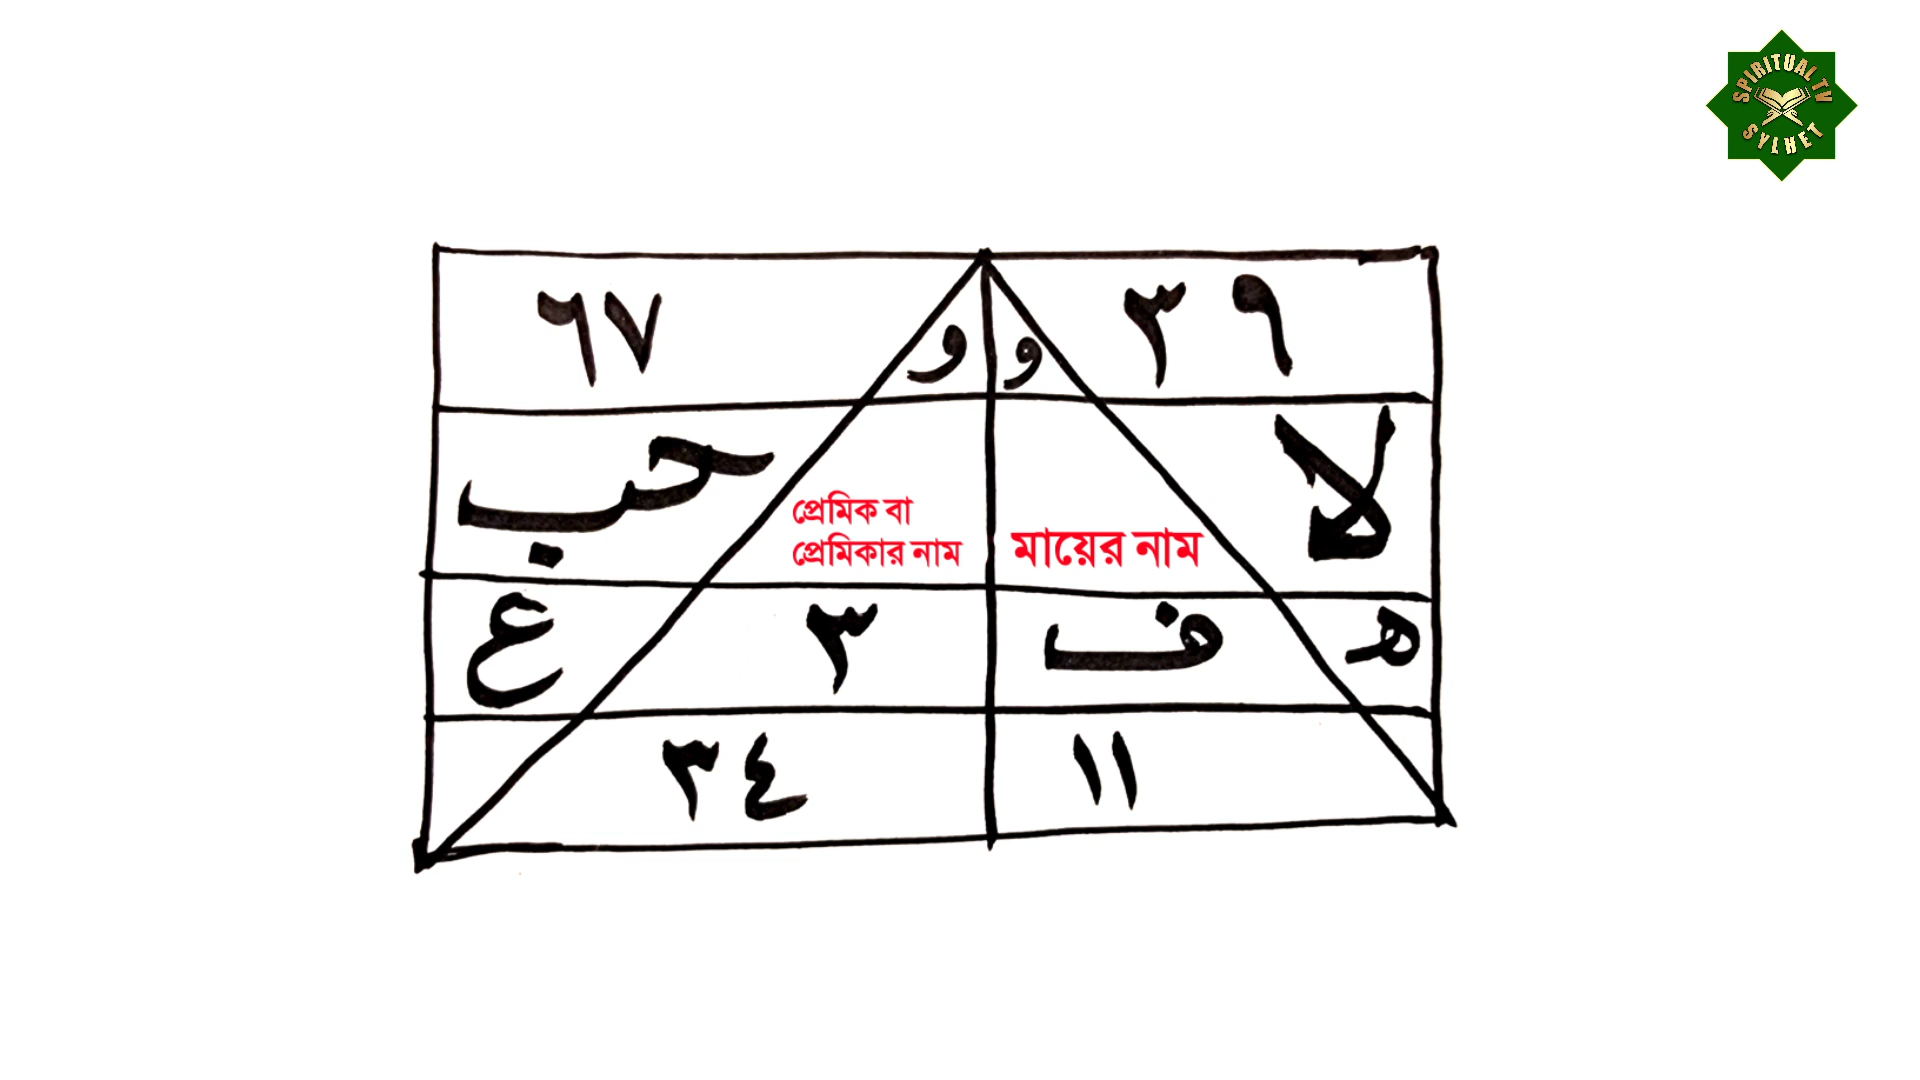 SPIRITUAL TV
SYLHET
٦٧ و و ٣٩
حب لا
প্রেমিক বা
প্রেমিকার নাম
মায়ের নাম
ع ٣ ف ه
٣٤ ١١